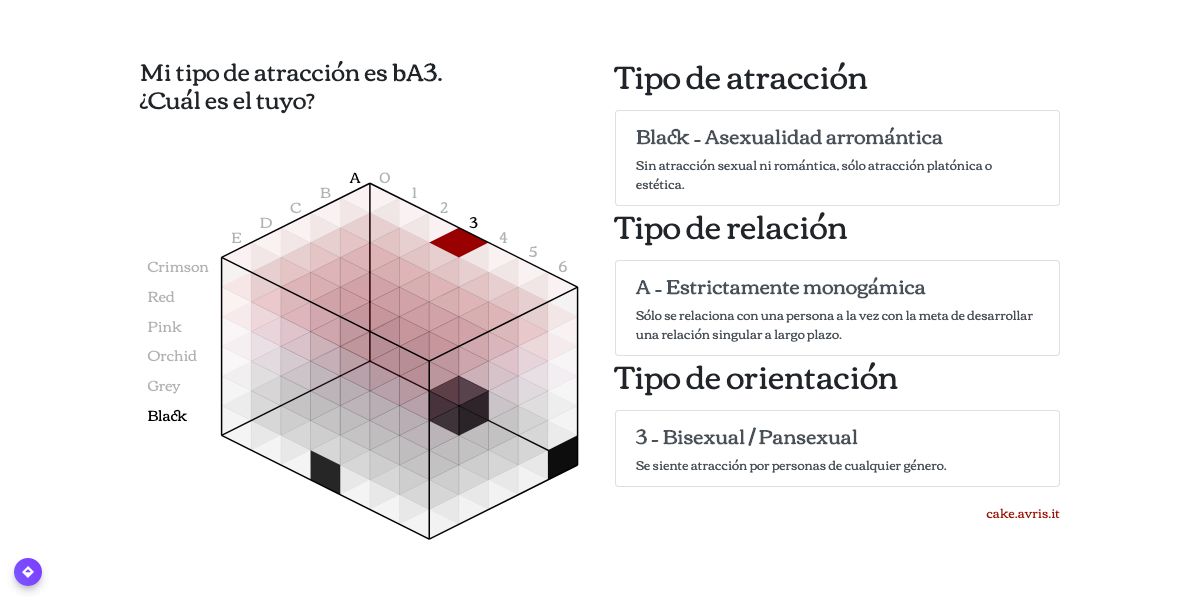 Mi tipo de atracción es bA3.
¿Cuál es el tuyo?
A
B
C
D
E
0
1
2
3
4
5
6
Crimson
Red
Pink
Orchid
Grey
Black
Tipo de atracción
Black - Asexualidad arromántica
Sin atracción sexual ni romántica, sólo atracción platónica o
estética.
Tipo de relación
A - Estrictamente monogámica
Sólo se relaciona con una persona a la vez con la meta de desarrollar
una relación singular a largo plazo.
Tipo de orientación
3 - Bisexual / Pansexual
Se siente atracción por personas de cualquier género.
cake.avris.it